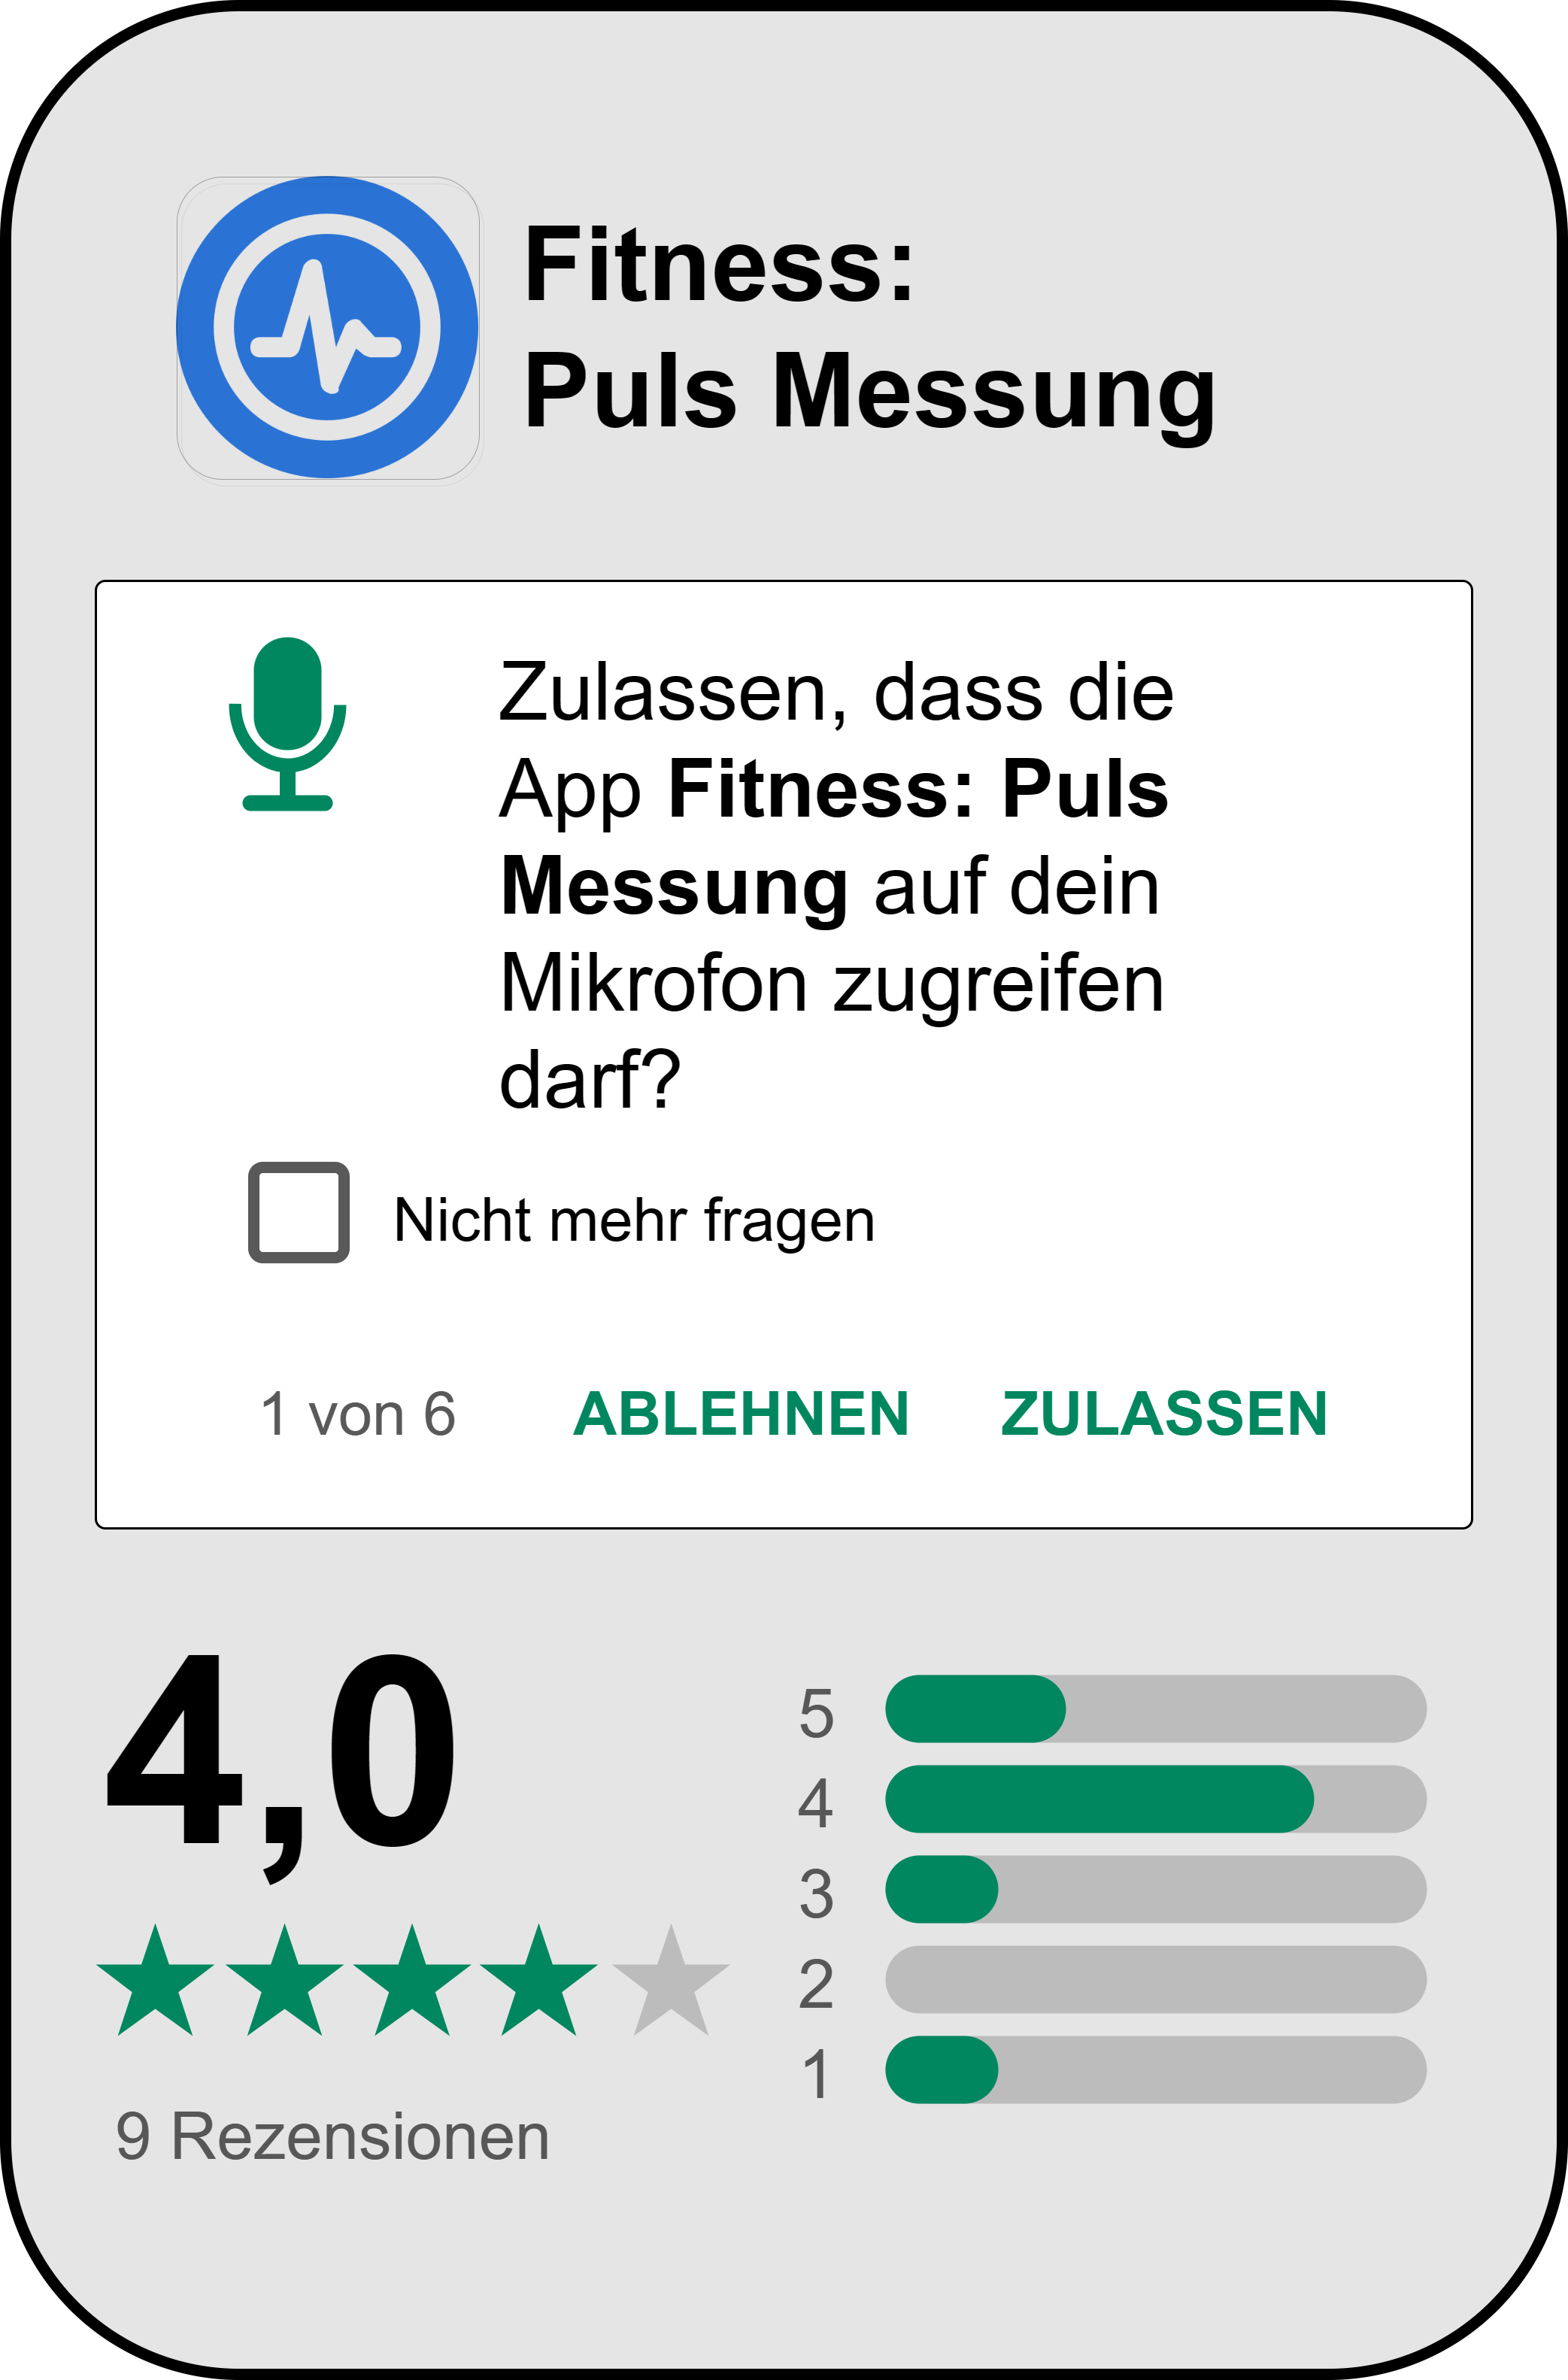 Fitness:
Puls Messung
Zulassen, dass die
App Fitness: Puls
Messung auf dein
Mikrofon zugreifen
darf?
Nicht mehr fragen
1 von 6 ABLEHNEN ZULASSEN
4,0
5
4
3
2
1
9 Rezensionen